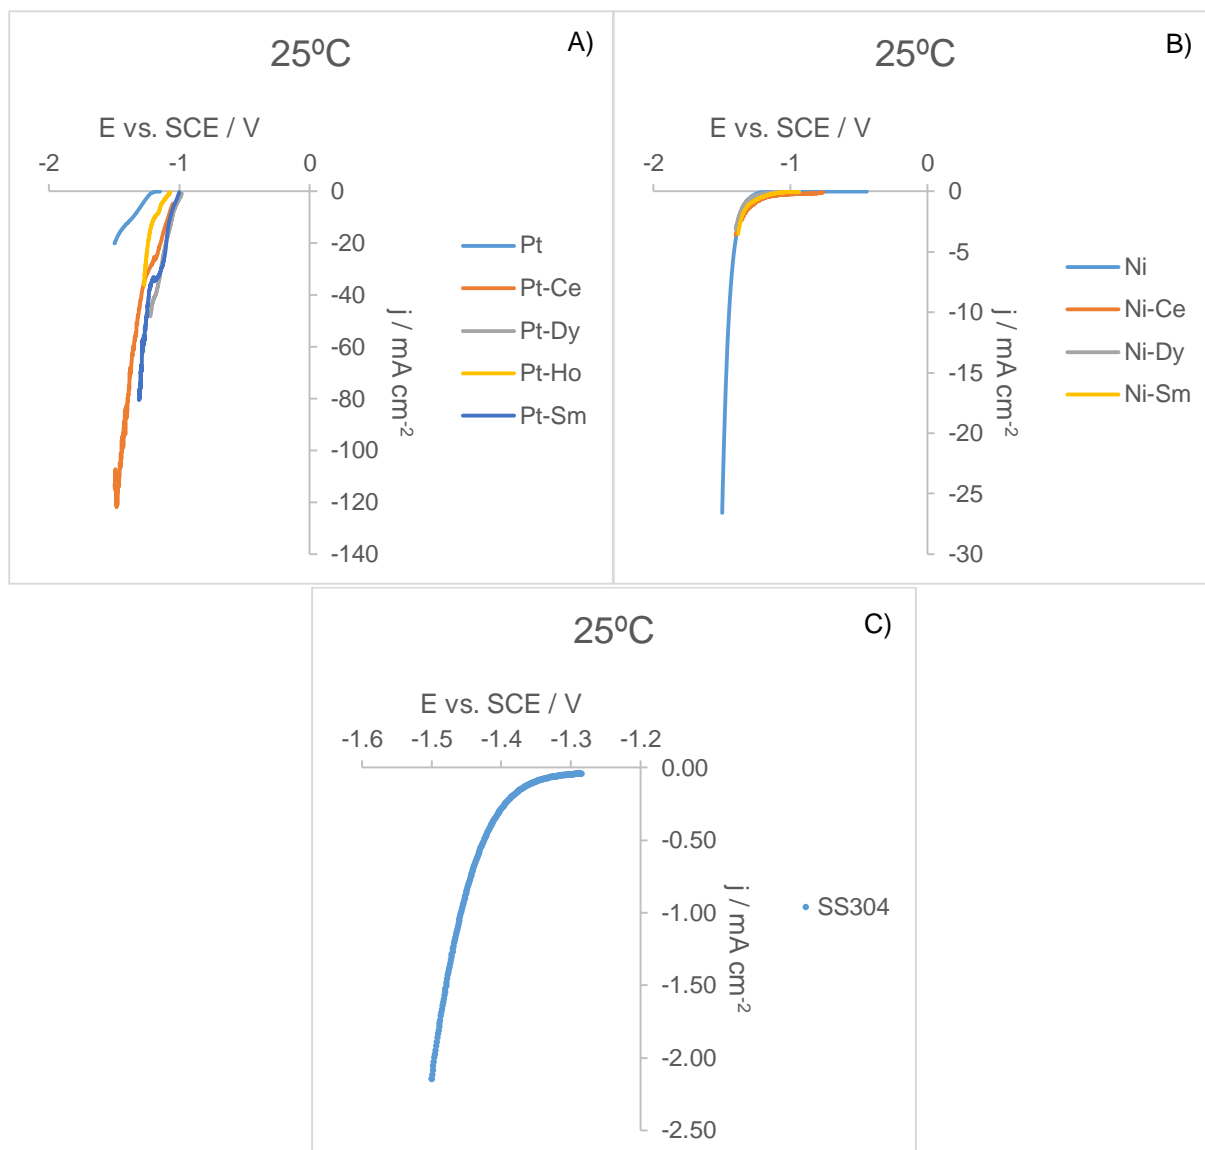 25ºC
A)
E vs. SCE / V
-2 -1 0
0
-20
-40
-60
-80
-100
-120
-140
j / mA cm-2
Pt
Pt-Ce
Pt-Dy
Pt-Ho
Pt-Sm
25ºC
B)
E vs. SCE / V
-2 -1 0
0
-5
-10
-15
-20
-25
-30
j / mA cm-2
Ni
Ni-Ce
Ni-Dy
Ni-Sm
25ºC
C)
E vs. SCE / V
-1.6 -1.5 -1.4 -1.3 -1.2
0.00
-0.50
-1.00
-1.50
-2.00
-2.50
j / mA cm-2
SS304